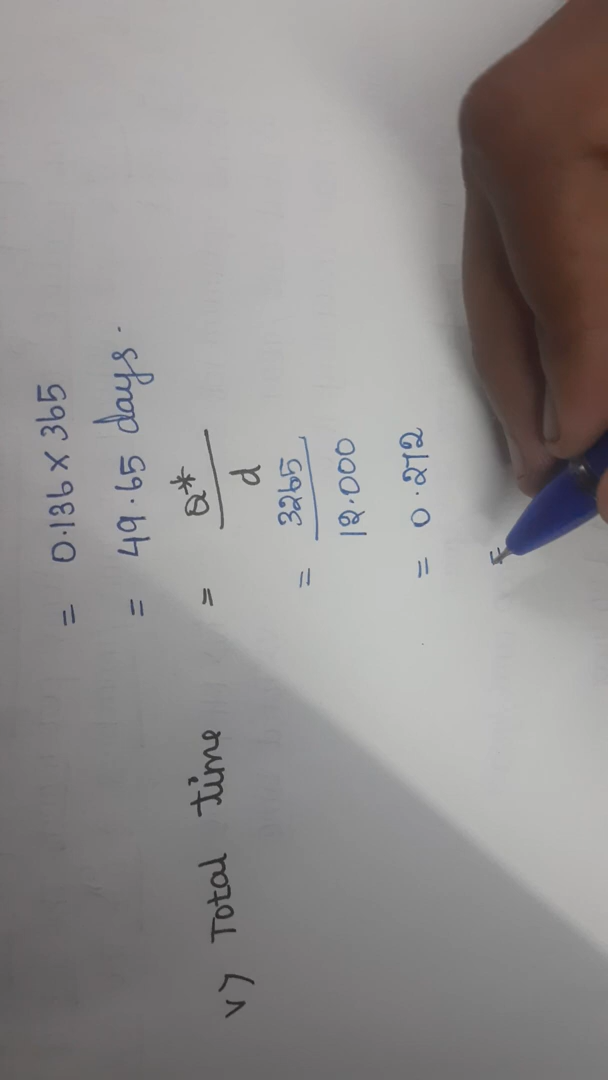 = 0.136 x 365
= 49.65 days.
v) Total time = Q* / d
= 3265 / 12.000
= 0.272